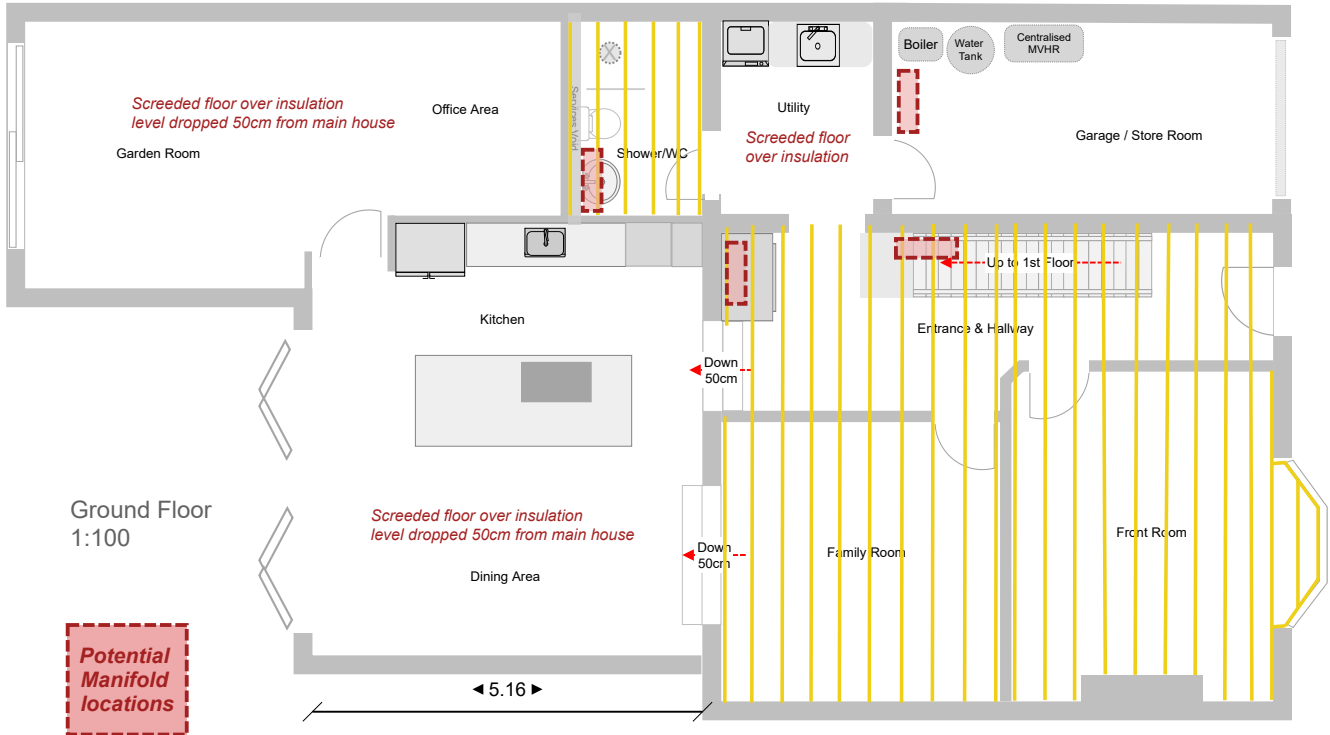 Screeded floor over insulation
level dropped 50cm from main house
Office Area
Garden Room
Services Void
Shower/WC
Utility
Screeded floor
over insulation
Boiler
Water
Tank
Centralised
MVHR
Garage / Store Room
Up to 1st Floor
Entrance & Hallway
Kitchen
Down
50cm
Ground Floor
1:100
Screeded floor over insulation
level dropped 50cm from main house
Dining Area
Down
50cm
Family Room
Front Room
Potential
Manifold
locations
5.16